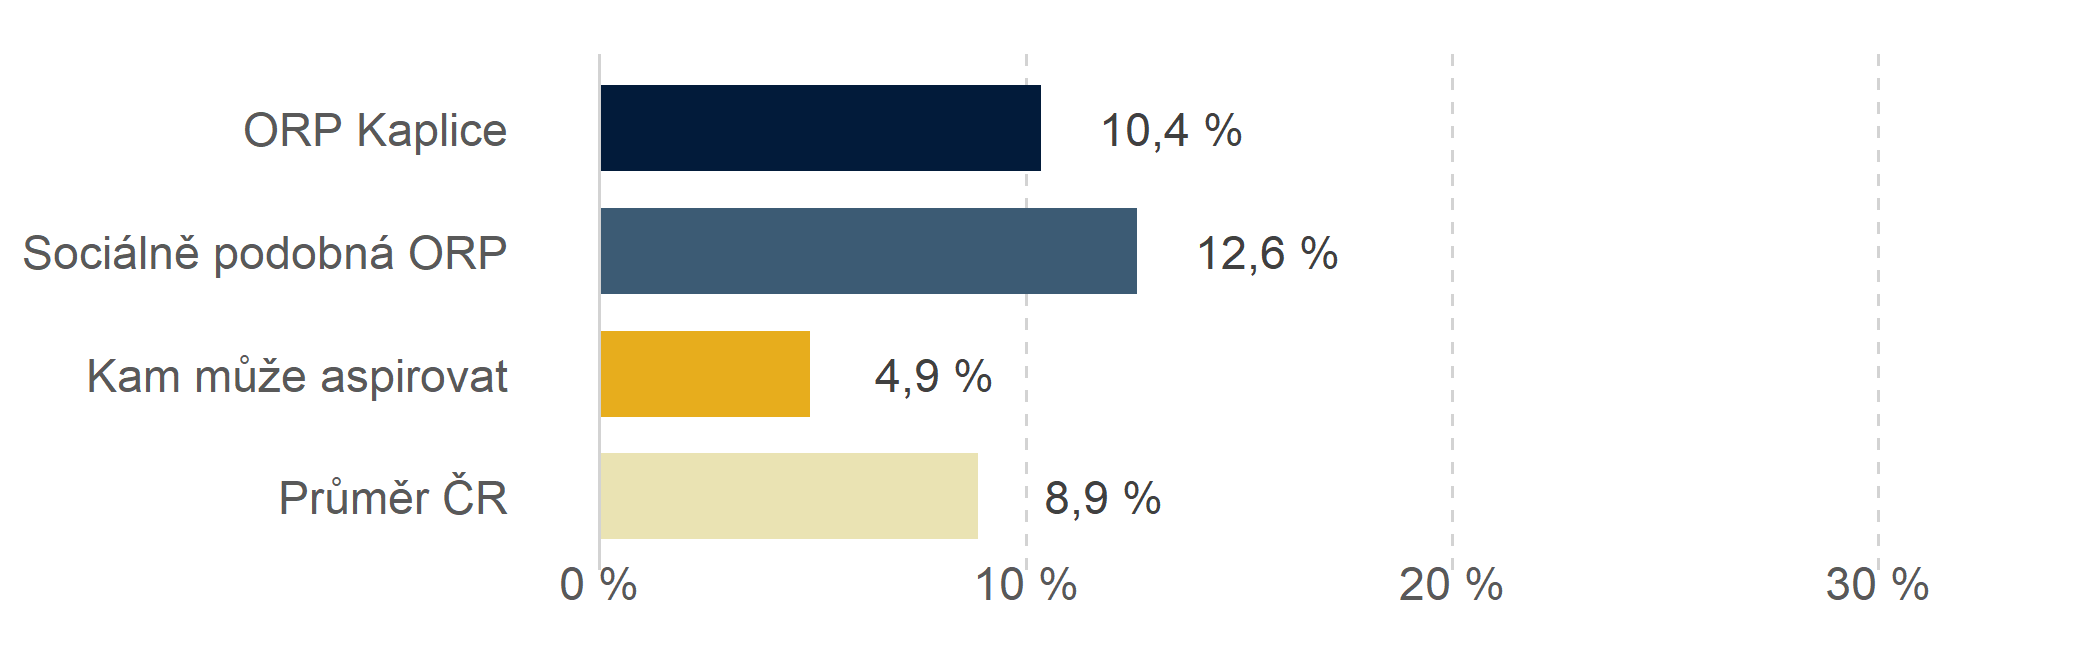 ORP Kaplice 10,4 %
Sociálně podobná ORP 12,6 %
Kam může aspirovat 4,9 %
Průměr ČR 8,9 %
0 % 10 % 20 % 30 %